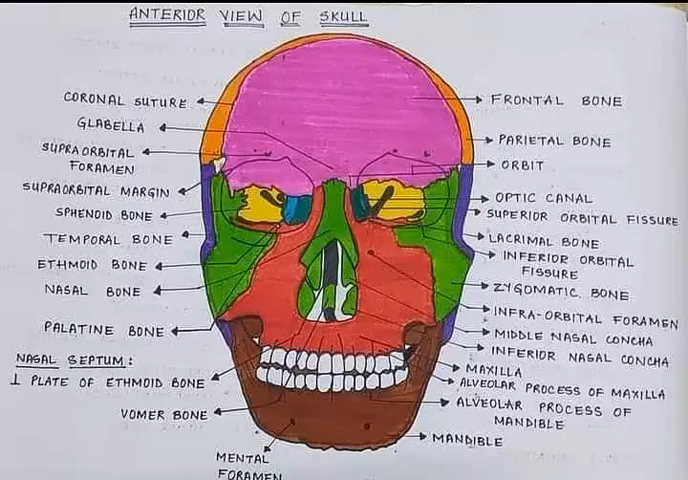 ANTERIOR VIEW OF SKULL
CORONAL SUTURE
GLABELLA
SUPRAORBITAL
FORAMEN
SUPRAORBITAL MARGIN
SPHENOID BONE
TEMPORAL BONE
ETHMOID BONE
NASAL BONE
PALATINE BONE
NASAL SEPTUM:
⊥ PLATE OF ETHMOID BONE
VOMER BONE
MENTAL
FORAMEN
FRONTAL BONE
PARIETAL BONE
ORBIT
OPTIC CANAL
SUPERIOR ORBITAL FISSURE
LACRIMAL BONE
INFERIOR ORBITAL
FISSURE
ZYGOMATIC BONE
INFRA-ORBITAL FORAMEN
MIDDLE NASAL CONCHA
INFERIOR NASAL CONCHA
MAXILLA
ALVEOLAR PROCESS OF MAXILLA
ALVEOLAR PROCESS OF
MANDIBLE
MANDIBLE